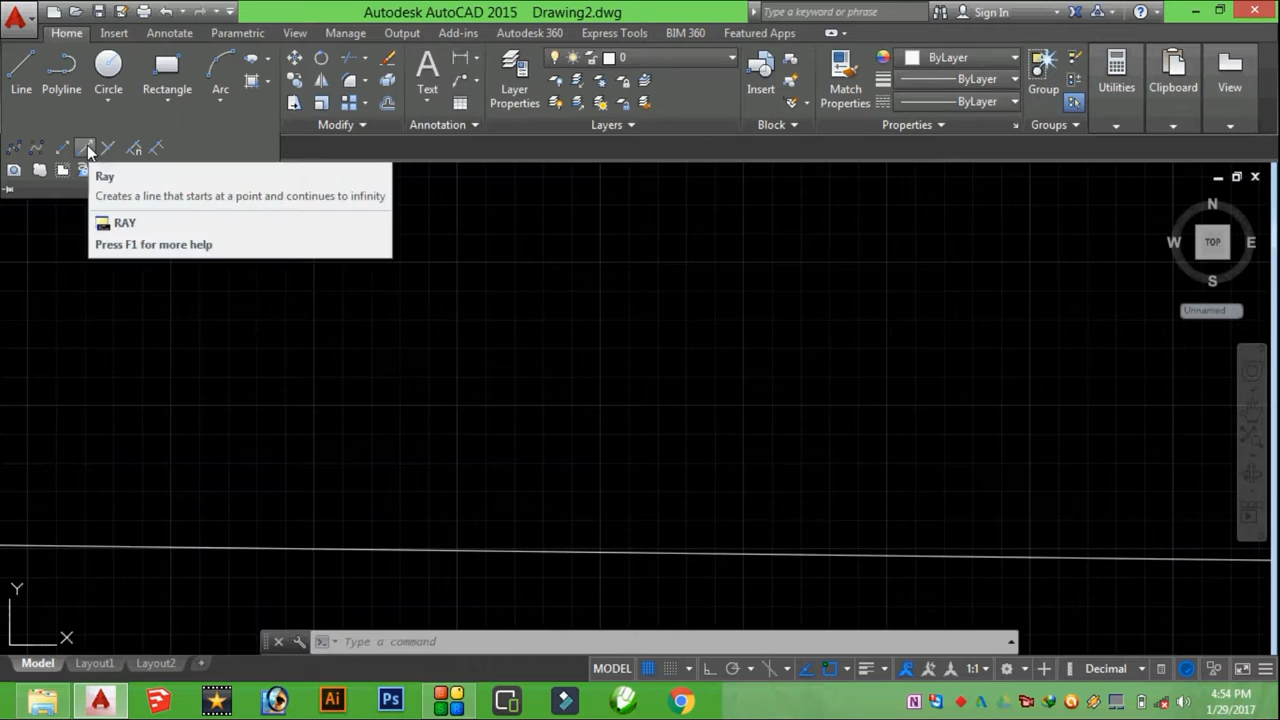 Autodesk AutoCAD 2015 Drawing2.dwg
Type a keyword or phrase
Sign In
Home Insert Annotate Parametric View Manage Output Add-ins Autodesk 360 Express Tools BIM 360 Featured Apps
Line Polyline Circle Rectangle Arc
Text
Layer Properties
0
Insert
Match Properties
ByLayer
ByLayer
ByLayer
Group
Utilities
Clipboard
View
Modify Annotation Layers Block Properties Groups
Ray
Creates a line that starts at a point and continues to infinity
RAY
Press F1 for more help
N
W TOP E
S
Unnamed
Y
X
Type a command
Model Layout1 Layout2 +
MODEL 1:1 Decimal
Ai Ps
N
4:54 PM
1/29/2017